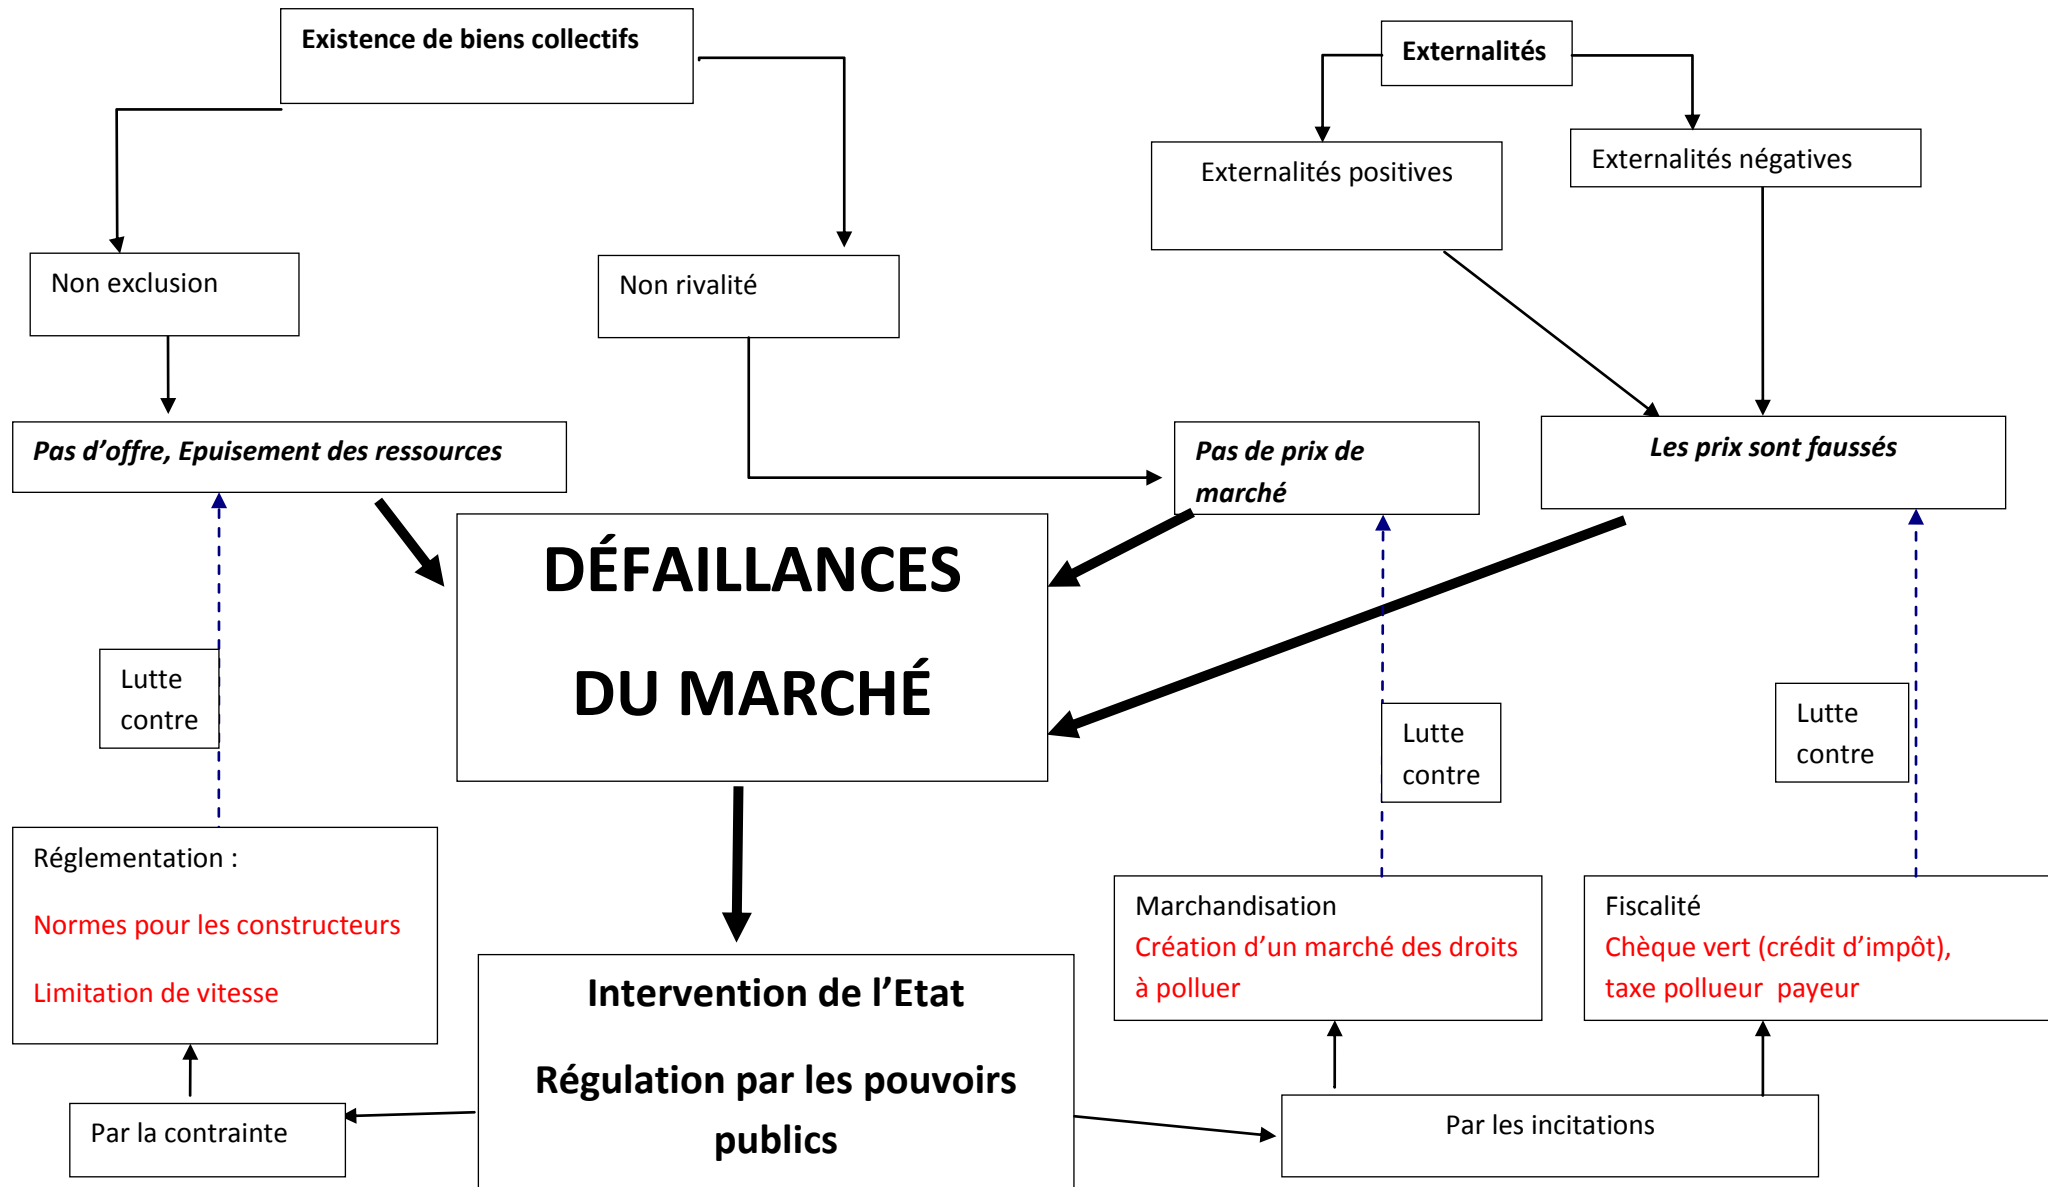 Existence de biens collectifs
Externalités
Externalités positives
Externalités négatives
Non exclusion
Non rivalité
Pas d’offre, Epuisement des ressources
Pas de prix de
marché
Les prix sont faussés
DÉFAILLANCES
DU MARCHÉ
Lutte
contre
Lutte
contre
Lutte
contre
Réglementation :
Normes pour les constructeurs
Limitation de vitesse
Marchandisation
Création d’un marché des droits
à polluer
Fiscalité
Chèque vert (crédit d’impôt),
taxe pollueur  payeur
Intervention de l’Etat
Régulation par les pouvoirs
publics
Par la contrainte
Par les incitations